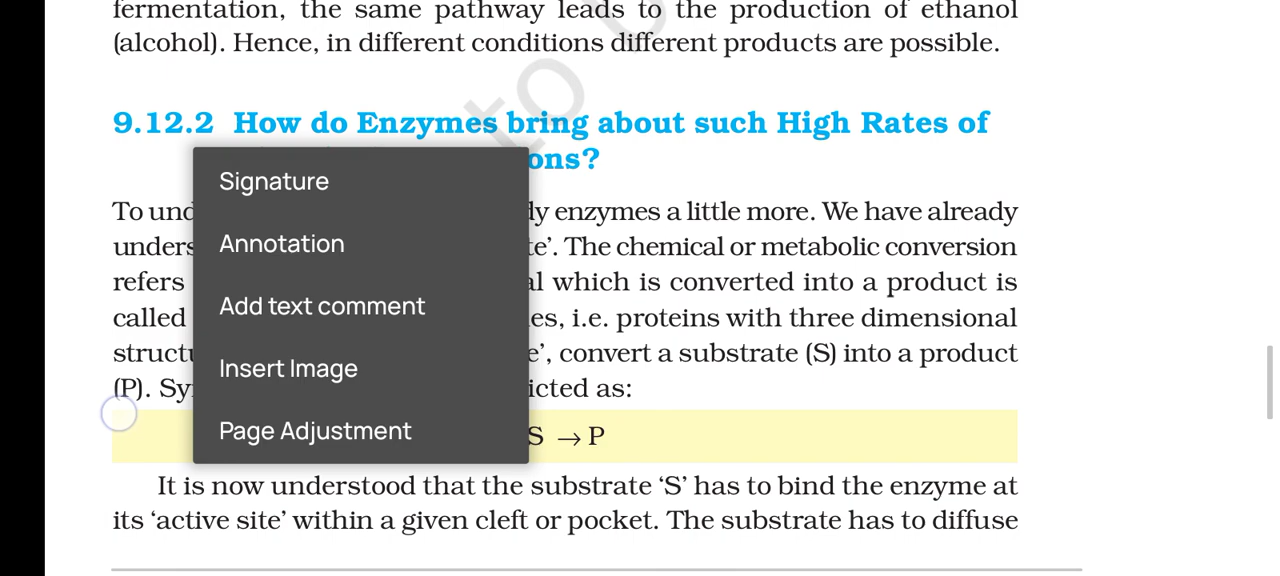 fermentation, the same pathway leads to the production of ethanol
(alcohol). Hence, in different conditions different products are possible.
to
9.12.2 How do Enzymes bring about such High Rates of
ons?
Signature
To und dy enzymes a little more. We have already
Annotation
unders te’. The chemical or metabolic conversion
refers al which is converted into a product is
Add text comment
called es, i.e. proteins with three dimensional
structu e’, convert a substrate (S) into a product
Insert Image
(P). Sy icted as:
Page Adjustment
S → P
It is now understood that the substrate ‘S’ has to bind the enzyme at
its ‘active site’ within a given cleft or pocket. The substrate has to diffuse